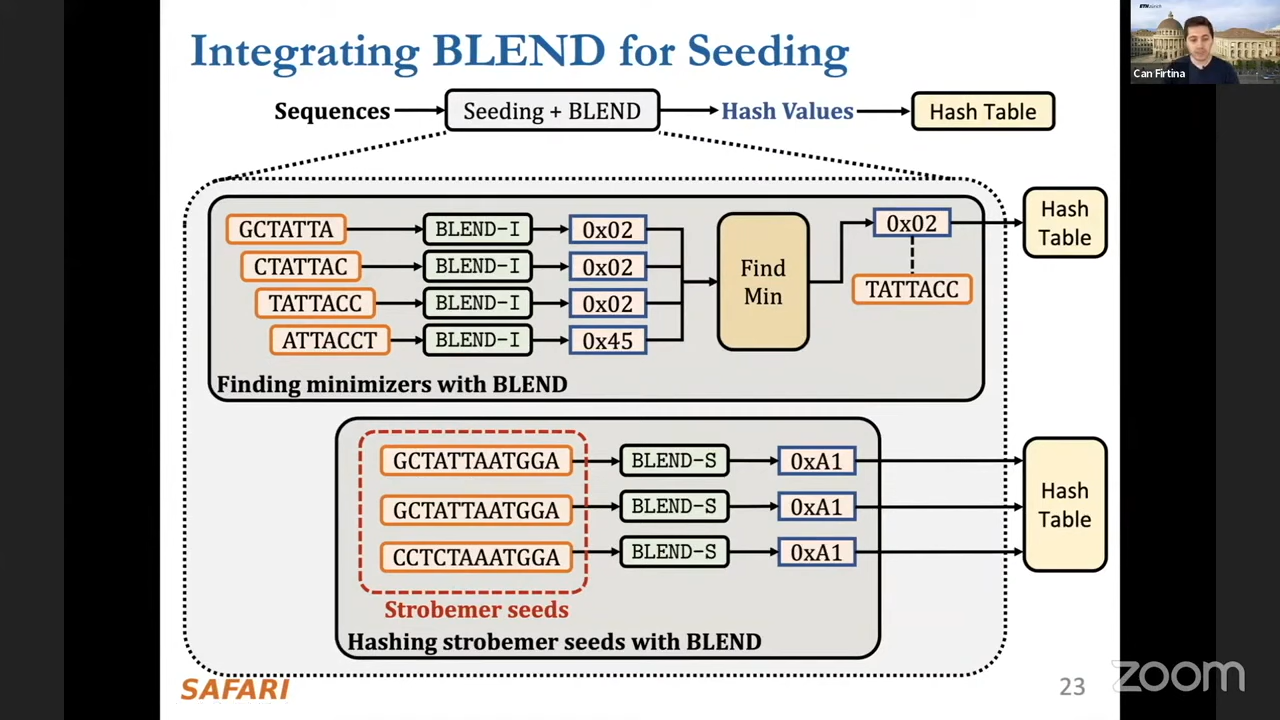 Integrating BLEND for Seeding
Sequences
Seeding + BLEND
Hash Values
Hash Table
GCTATTA
BLEND-I
0x02
CTATTAC
BLEND-I
0x02
TATTACC
BLEND-I
0x02
ATTACCT
BLEND-I
0x45
Find
Min
0x02
TATTACC
Hash
Table
Finding minimizers with BLEND
GCTATTAATGGA
BLEND-S
0xA1
GCTATTAATGGA
BLEND-S
0xA1
CCTCTAAATGGA
BLEND-S
0xA1
Hash
Table
Strobemer seeds
Hashing strobemer seeds with BLEND
SAFARI
23
zoom
ETH zürich
Can Firtina